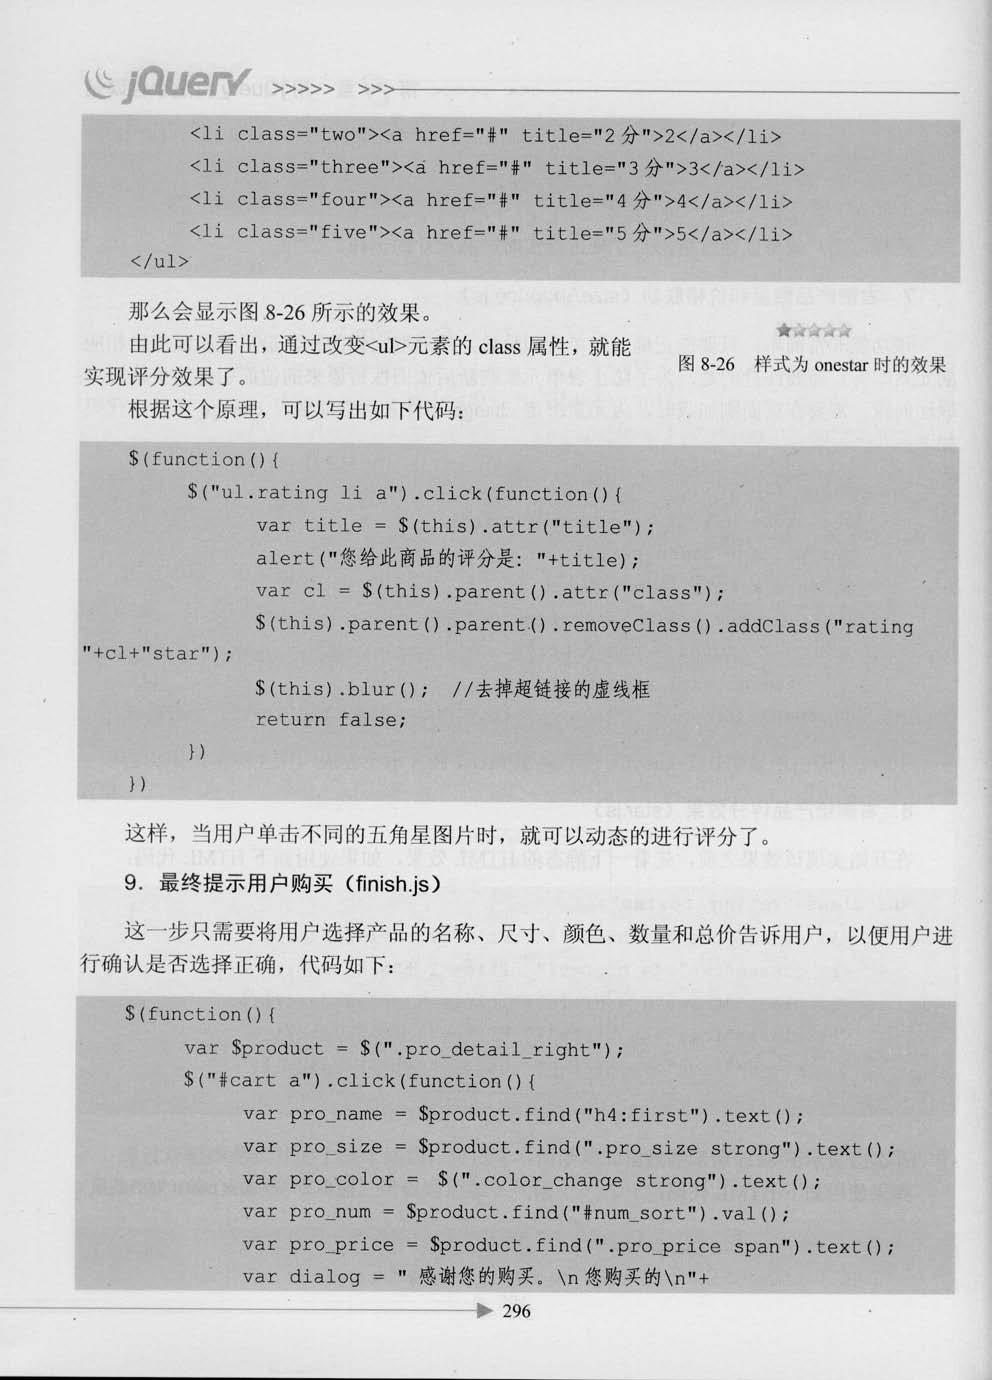 jQuery >>>>> >>>
<li class="two"><a href="#" title="2 分">2</a></li>
<li class="three"><a href="#" title="3 分">3</a></li>
<li class="four"><a href="#" title="4 分">4</a></li>
<li class="five"><a href="#" title="5 分">5</a></li>
</ul>
那么会显示图 8-26 所示的效果。
由此可以看出，通过改变<ul>元素的 class 属性，就能
实现评分效果了。
图 8-26 样式为 onestar 时的效果
根据这个原理，可以写出如下代码：
$(function(){
$("ul.rating li a").click(function(){
var title = $(this).attr("title");
alert("您给此商品的评分是： "+title);
var cl = $(this).parent().attr("class");
$(this).parent().parent().removeClass().addClass("rating
"+cl+"star");
$(this).blur(); //去掉超链接的虚线框
return false;
})
})
这样，当用户单击不同的五角星图片时，就可以动态的进行评分了。
9．最终提示用户购买（finish.js）
这一步只需要将用户选择产品的名称、尺寸、颜色、数量和总价告诉用户，以便用户进
行确认是否选择正确，代码如下：
$(function(){
var $product = $(".pro_detail_right");
$("#cart a").click(function(){
var pro_name = $product.find("h4:first").text();
var pro_size = $product.find(".pro_size strong").text();
var pro_color = $(".color_change strong").text();
var pro_num = $product.find("#num_sort").val();
var pro_price = $product.find(".pro_price span").text();
var dialog = " 感谢您的购买。\n 您购买的\n"+
296